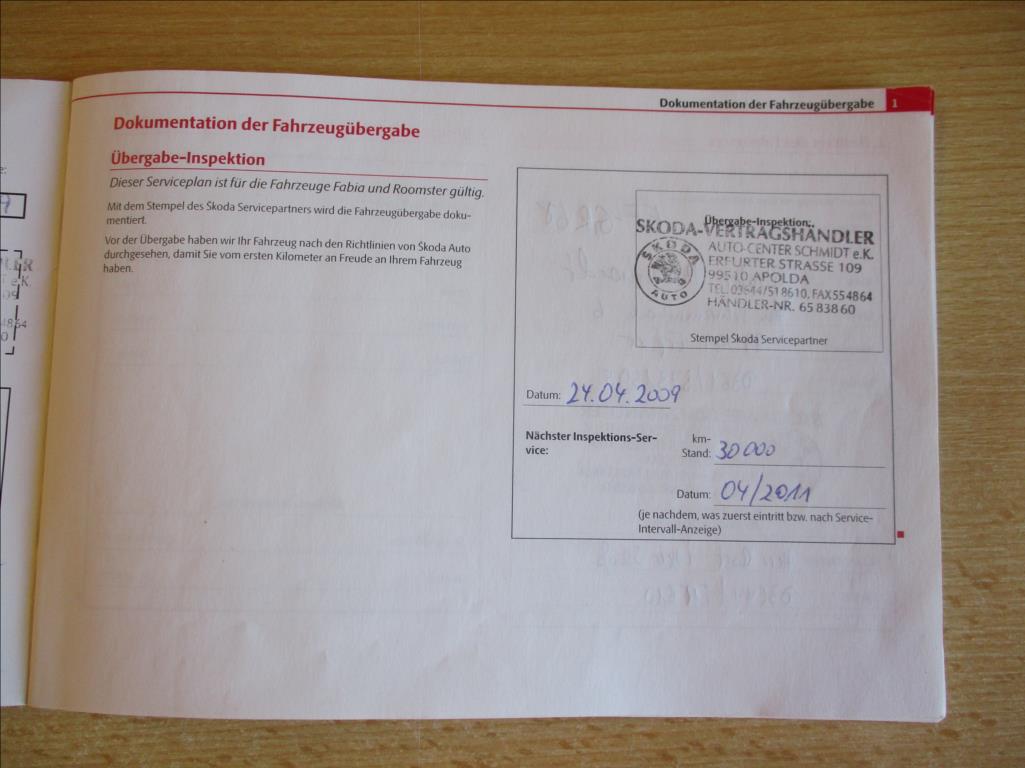 Dokumentation der Fahrzeugübergabe 1
Dokumentation der Fahrzeugübergabe
Übergabe-Inspektion
Dieser Serviceplan ist für die Fahrzeuge Fabia und Roomster gültig.
Mit dem Stempel des Škoda Servicepartners wird die Fahrzeugübergabe doku-
mentiert.
Vor der Übergabe haben wir Ihr Fahrzeug nach den Richtlinien von Škoda Auto
durchgesehen, damit Sie vom ersten Kilometer an Freude an Ihrem Fahrzeug
haben.
Übergabe-Inspektion:
SKODA-VERTRAGSHÄNDLER
AUTO-CENTER SCHMIDT e.K.
ERFURTER STRASSE 109
99510 APOLDA
TEL. 03644/518610, FAX 554864
HÄNDLER-NR. 65 838 60
ŠKODA
AUTO
Stempel Škoda Servicepartner
Datum: 24.04.2009
Nächster Inspektions-Ser-
vice:
km-
Stand: 30 000
Datum: 04/2011
(je nachdem, was zuerst eintritt bzw. nach Service-
Intervall-Anzeige)